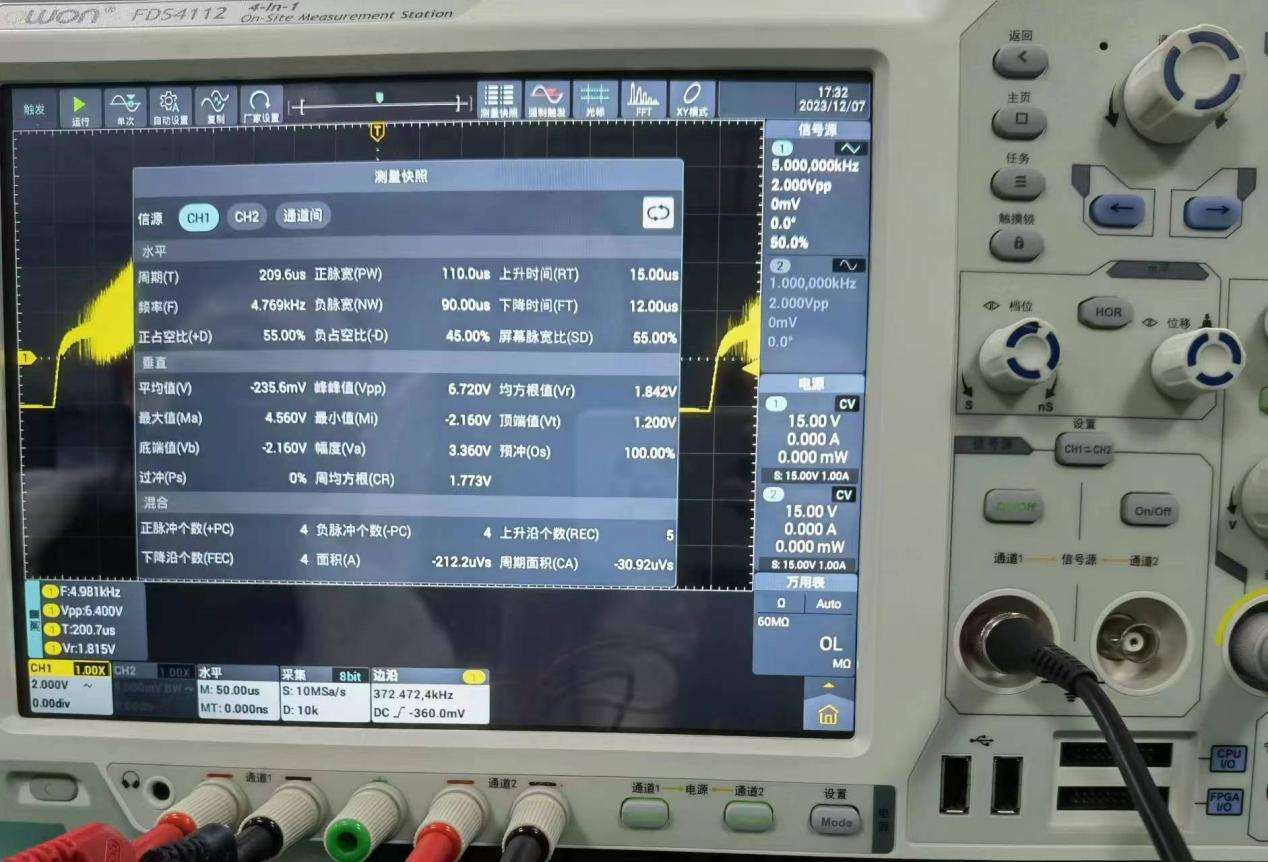 owon® FDS4112 4-In-1
On-Site Measurement Station
触发
运行
单次
自动设置
复制
厂家设置
测量快照
强制触发
光标
FFT
XY模式
17:32
2023/12/07
T
测量快照
信源 CH1 CH2 通道间
水平
周期(T) 209.6us 正脉宽(PW) 110.0us 上升时间(RT) 15.00us
频率(F) 4.769kHz 负脉宽(NW) 90.00us 下降时间(FT) 12.00us
正占空比(+D) 55.00% 负占空比(-D) 45.00% 屏幕脉宽比(SD) 55.00%
垂直
平均值(V) -235.6mV 峰峰值(Vpp) 6.720V 均方根值(Vr) 1.842V
最大值(Ma) 4.560V 最小值(Mi) -2.160V 顶端值(Vt) 1.200V
底端值(Vb) -2.160V 幅度(Va) 3.360V 预冲(Os) 100.00%
过冲(Ps) 0% 周均方根(CR) 1.773V
混合
正脉冲个数(+PC) 4 负脉冲个数(-PC) 4 上升沿个数(REC) 5
下降沿个数(FEC) 4 面积(A) -212.2uVs 周期面积(CA) -30.92uVs
1
信号源
1
5.000,000kHz
2.000Vpp
0mV
0.0°
50.0%
2
1.000,000kHz
2.000Vpp
0mV
0.0°
电源
1 CV
15.00 V
0.000 A
0.000 mW
S: 15.00V 1.00A
2 CV
15.00 V
0.000 A
0.000 mW
S: 15.00V 1.00A
万用表
Ω Auto
60MΩ
OL
MΩ
1 F:4.981kHz
1 Vpp:6.400V
1 T:200.7us
1 Vr:1.815V
CH1 1.00X
2.000V ~
0.00div
CH2 1.00X
水平
M: 50.00us
MT: 0.000ns
采集 8bit
S: 10MSa/s
D: 10k
边沿 1
372.472,4kHz
DC -360.0mV
返回
主页
任务
触摸锁
档位
HOR
位移
S
nS
设置
信号源
CH1⇌CH2
On/Off
On/Off
通道1 信号源 通道2
V
CPU
I/O
FPGA
I/O
通道1
通道2
通道1 电源 通道2
设置
Mode
电源